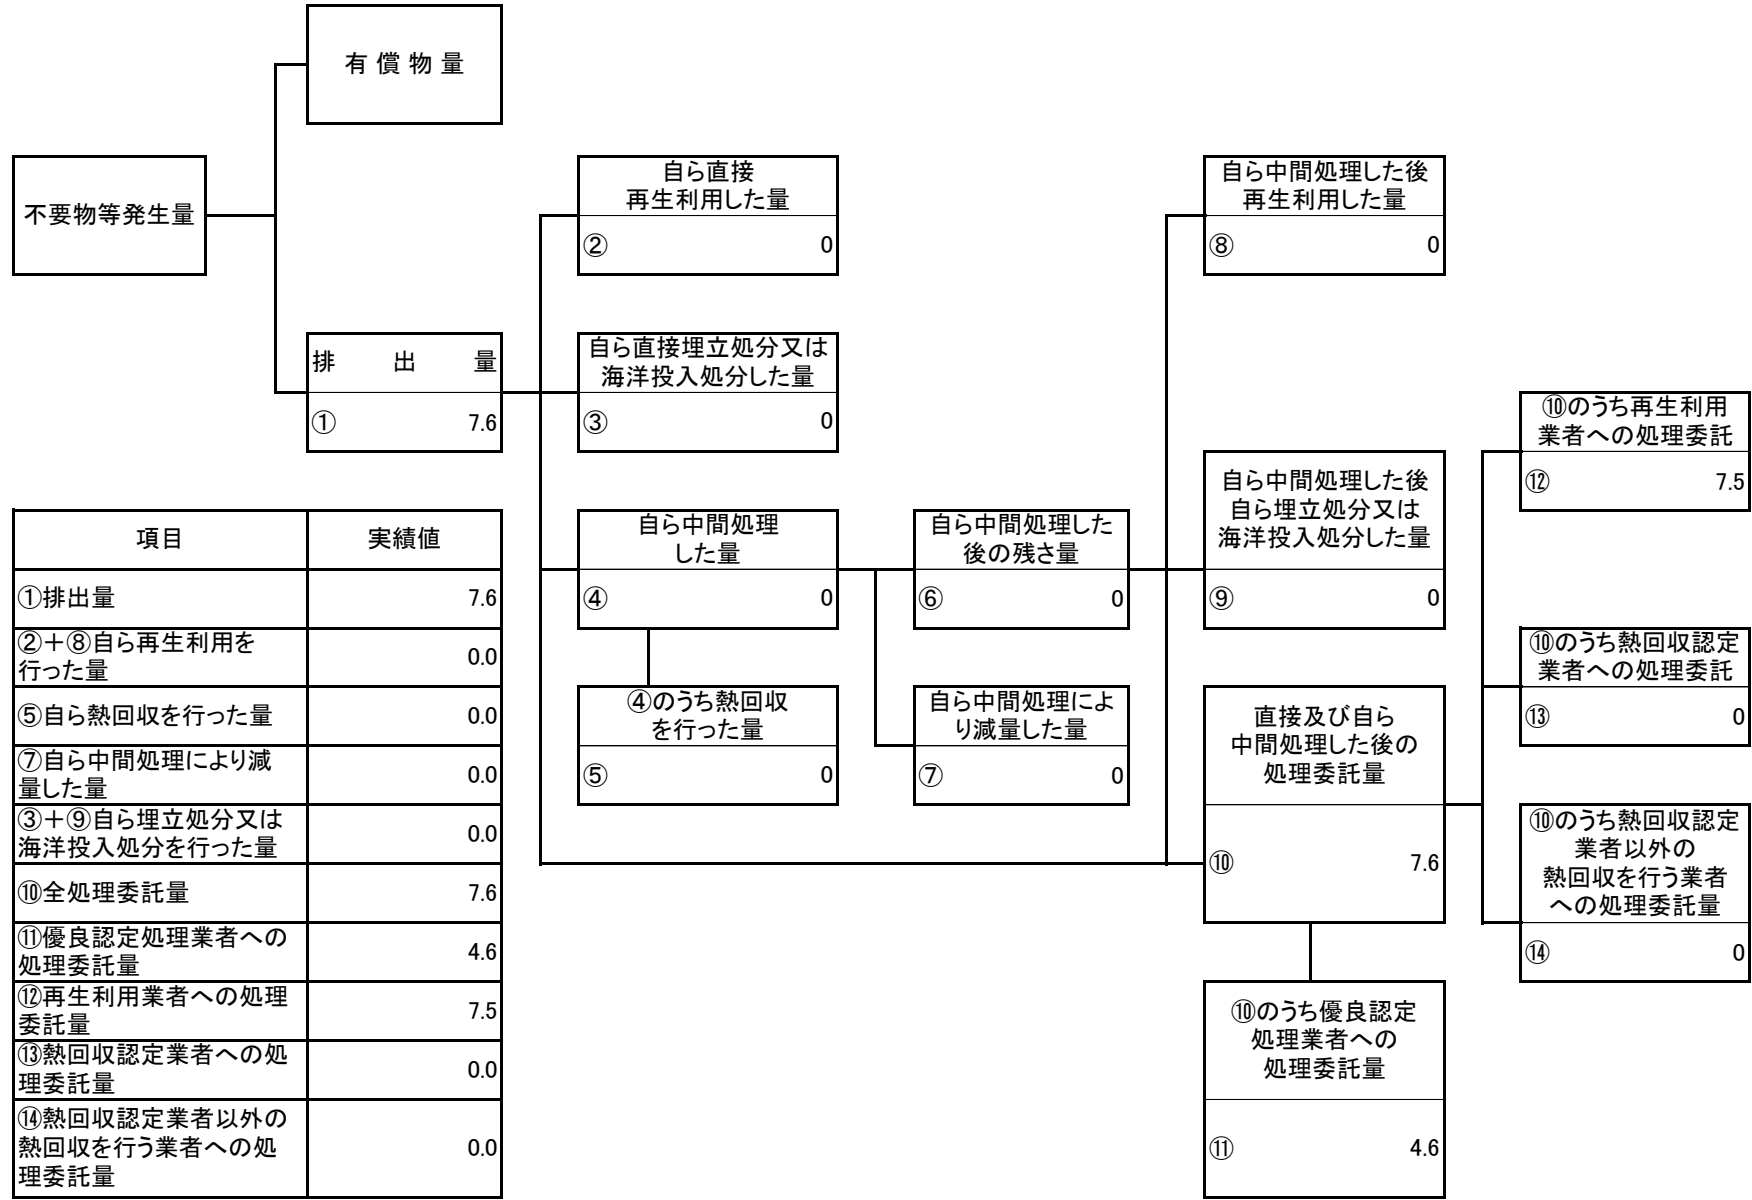 有償物量
不要物等発生量
自ら直接
再生利用した量
② 0
自ら中間処理した後
再生利用した量
⑧ 0
排出量
① 7.6
自ら直接埋立処分又は
海洋投入処分した量
③ 0
⑩のうち再生利用
業者への処理委託
⑫ 7.5
自ら中間処理した後
自ら埋立処分又は
海洋投入処分した量
⑨ 0
自ら中間処理
した量
④ 0
自ら中間処理した
後の残さ量
⑥ 0
⑩のうち熱回収認定
業者への処理委託
⑬ 0
④のうち熱回収
を行った量
⑤ 0
自ら中間処理によ
り減量した量
⑦ 0
直接及び自ら
中間処理した後の
処理委託量
⑩ 7.6
⑩のうち熱回収認定
業者以外の
熱回収を行う業者
への処理委託量
⑭ 0
⑩のうち優良認定
処理業者への
処理委託量
⑪ 4.6
項目 実績値
①排出量 7.6
②＋⑧自ら再生利用を
行った量 0.0
⑤自ら熱回収を行った量 0.0
⑦自ら中間処理により減
量した量 0.0
③＋⑨自ら埋立処分又は
海洋投入処分を行った量 0.0
⑩全処理委託量 7.6
⑪優良認定処理業者への
処理委託量 4.6
⑫再生利用業者への処理
委託量 7.5
⑬熱回収認定業者への処
理委託量 0.0
⑭熱回収認定業者以外の
熱回収を行う業者への処
理委託量 0.0